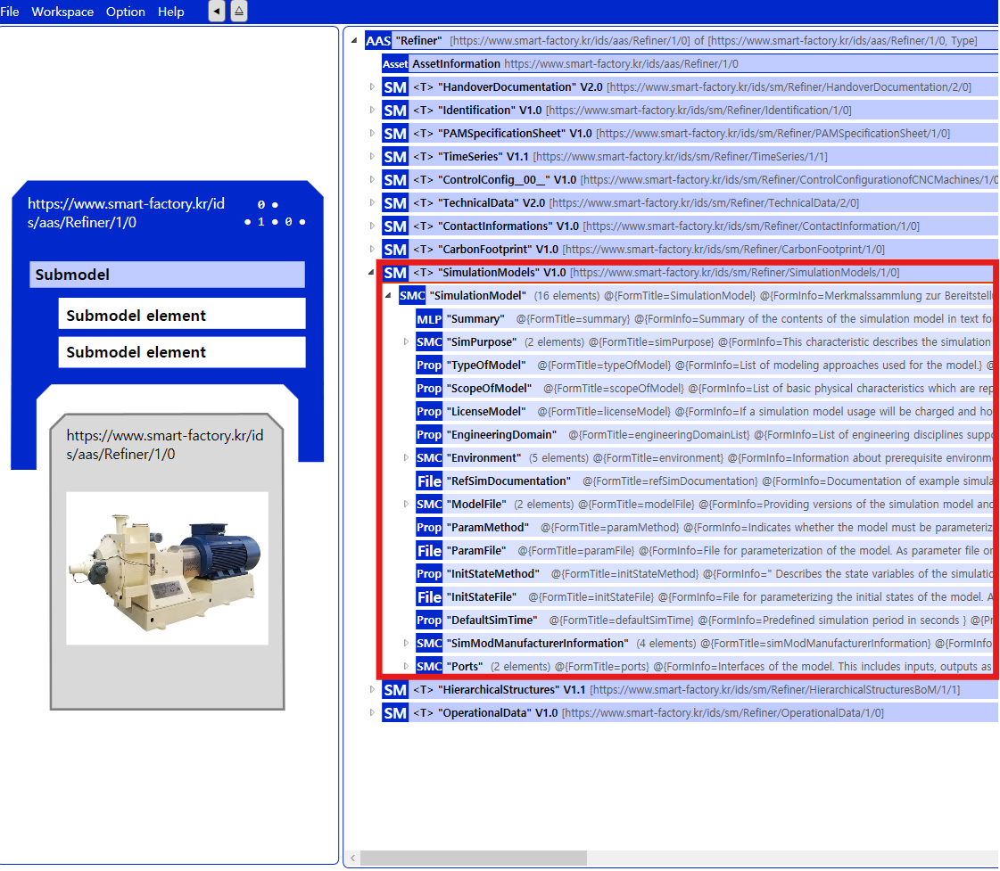 File Workspace Option Help
https://www.smart-factory.kr/id
s/aas/Refiner/1/0
0
1 0
Submodel
Submodel element
Submodel element
https://www.smart-factory.kr/id
s/aas/Refiner/1/0
AAS "Refiner" [https://www.smart-factory.kr/ids/aas/Refiner/1/0] of [https://www.smart-factory.kr/ids/aas/Refiner/1/0, Type]
Asset AssetInformation https://www.smart-factory.kr/ids/aas/Refiner/1/0
SM <T> "HandoverDocumentation" V2.0 [https://www.smart-factory.kr/ids/sm/Refiner/HandoverDocumentation/2/0]
SM <T> "Identification" V1.0 [https://www.smart-factory.kr/ids/sm/Refiner/Identification/1/0]
SM <T> "PAMSpecificationSheet" V1.0 [https://www.smart-factory.kr/ids/sm/Refiner/PAMSpecificationSheet/1/0]
SM <T> "TimeSeries" V1.1 [https://www.smart-factory.kr/ids/sm/Refiner/TimeSeries/1/1]
SM <T> "ControlConfig__00__" V1.0 [https://www.smart-factory.kr/ids/sm/Refiner/ControlConfigurationofCNCMachines/1/0
SM <T> "TechnicalData" V2.0 [https://www.smart-factory.kr/ids/sm/Refiner/TechnicalData/2/0]
SM <T> "ContactInformations" V1.0 [https://www.smart-factory.kr/ids/sm/Refiner/ContactInformation/1/0]
SM <T> "CarbonFootprint" V1.0 [https://www.smart-factory.kr/ids/sm/Refiner/CarbonFootprint/1/0]
SM <T> "SimulationModels" V1.0 [https://www.smart-factory.kr/ids/sm/Refiner/SimulationModels/1/0]
SMC "SimulationModel" (16 elements) @{FormTitle=SimulationModel} @{FormInfo=Merkmalssammlung zur Bereitstell
MLP "Summary" @{FormTitle=summary} @{FormInfo=Summary of the contents of the simulation model in text fo
SMC "SimPurpose" (2 elements) @{FormTitle=simPurpose} @{FormInfo=This characteristic describes the simulation
Prop "TypeOfModel" @{FormTitle=typeOfModel} @{FormInfo=List of modeling approaches used for the model.} @
Prop "ScopeOfModel" @{FormTitle=scopeOfModel} @{FormInfo=List of basic physical characteristics which are rep
Prop "LicenseModel" @{FormTitle=licenseModel} @{FormInfo=If a simulation model usage will be charged and ho
Prop "EngineeringDomain" @{FormTitle=engineeringDomainList} @{FormInfo=List of engineering disciplines suppo
SMC "Environment" (5 elements) @{FormTitle=environment} @{FormInfo=Information about prerequisite environme
File "RefSimDocumentation" @{FormTitle=refSimDocumentation} @{FormInfo=Documentation of example simula
SMC "ModelFile" (2 elements) @{FormTitle=modelFile} @{FormInfo=Providing versions of the simulation model and
Prop "ParamMethod" @{FormTitle=paramMethod} @{FormInfo=Indicates whether the model must be parameteriz
File "ParamFile" @{FormTitle=paramFile} @{FormInfo=File for parameterization of the model. As parameter file or
Prop "InitStateMethod" @{FormTitle=initStateMethod} @{FormInfo=" Describes the state variables of the simulatio
File "InitStateFile" @{FormTitle=initStateFile} @{FormInfo=File for parameterizing the initial states of the model. A
Prop "DefaultSimTime" @{FormTitle=defaultSimTime} @{FormInfo=Predefined simulation period in seconds } @{Pr
SMC "SimModManufacturerInformation" (4 elements) @{FormTitle=simModManufacturerInformation} @{FormInfo
SMC "Ports" (2 elements) @{FormTitle=ports} @{FormInfo=Interfaces of the model. This includes inputs, outputs as
SM <T> "HierarchicalStructures" V1.1 [https://www.smart-factory.kr/ids/sm/Refiner/HierarchicalStructuresBoM/1/1]
SM <T> "OperationalData" V1.0 [https://www.smart-factory.kr/ids/sm/Refiner/OperationalData/1/0]